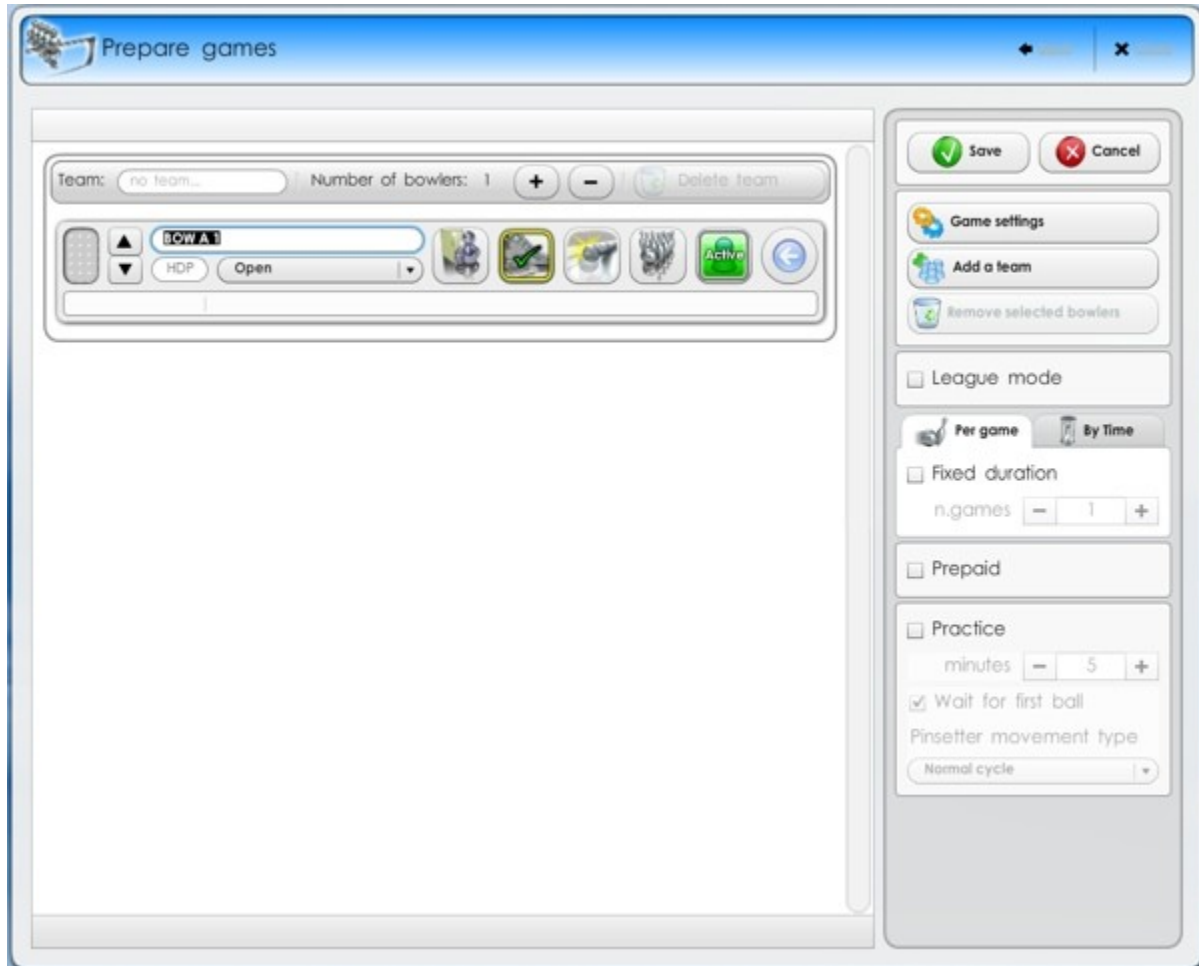 Prepare games
Save
Cancel
Team: no team... Number of bowlers: 1 + − Delete team
BOW A 1
HDP Open
Active
Game settings
Add a team
Remove selected bowlers
League mode
Per game By Time
Fixed duration
n.games − 1 +
Prepaid
Practice
minutes − 5 +
Wait for first ball
Pinsetter movement type
Normal cycle